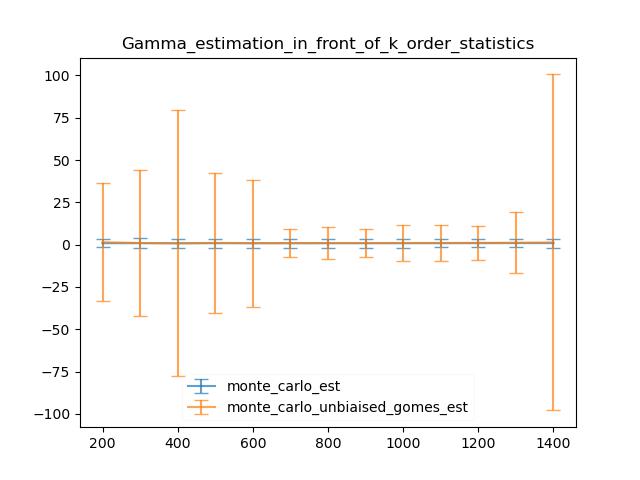 Gamma_estimation_in_front_of_k_order_statistics
100
75
50
25
0
−25
−50
−75
−100
monte_carlo_est
monte_carlo_unbiaised_gomes_est
200 400 600 800 1000 1200 1400